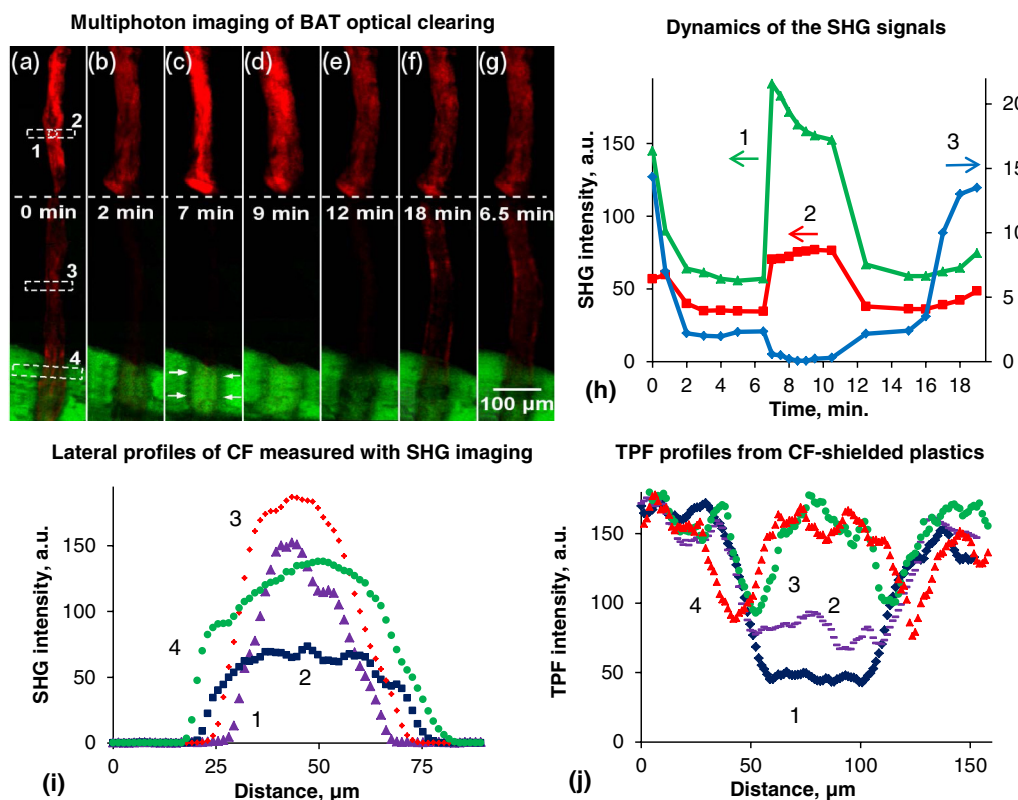 Multiphoton imaging of BAT optical clearing
(a) (b) (c) (d) (e) (f) (g)
2
1
0 min 2 min 7 min 9 min 12 min 18 min 6.5 min
3
4
100 µm
Dynamics of the SHG signals
SHG intensity, a.u.
150
100
50
0
20
15
10
5
0
1
2
3
0 2 4 6 8 10 12 14 16 18
(h)
Time, min.
Lateral profiles of CF measured with SHG imaging
SHG intensity, a.u.
150
100
50
0
3
4
2
1
0 25 50 75
(i)
Distance, µm
TPF profiles from CF-shielded plastics
TPF intensity, a.u.
200
150
100
50
0
4
3
2
1
0 50 100 150
(j)
Distance, µm